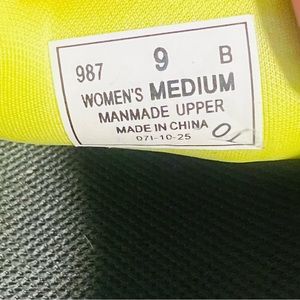 987 9 B
WOMEN'S MEDIUM
MANMADE UPPER
MADE IN CHINA
071-10-25